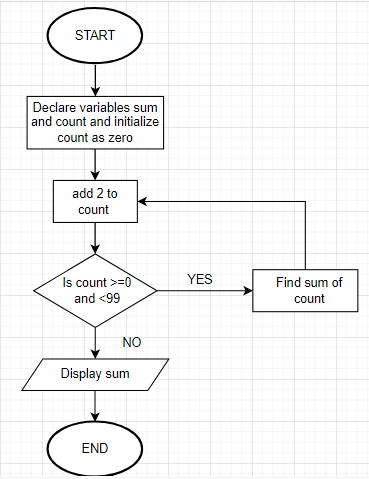 START
Declare variables sum
and count and initialize
count as zero
add 2 to
count
Is count >=0
and <99
YES
Find sum of
count
NO
Display sum
END